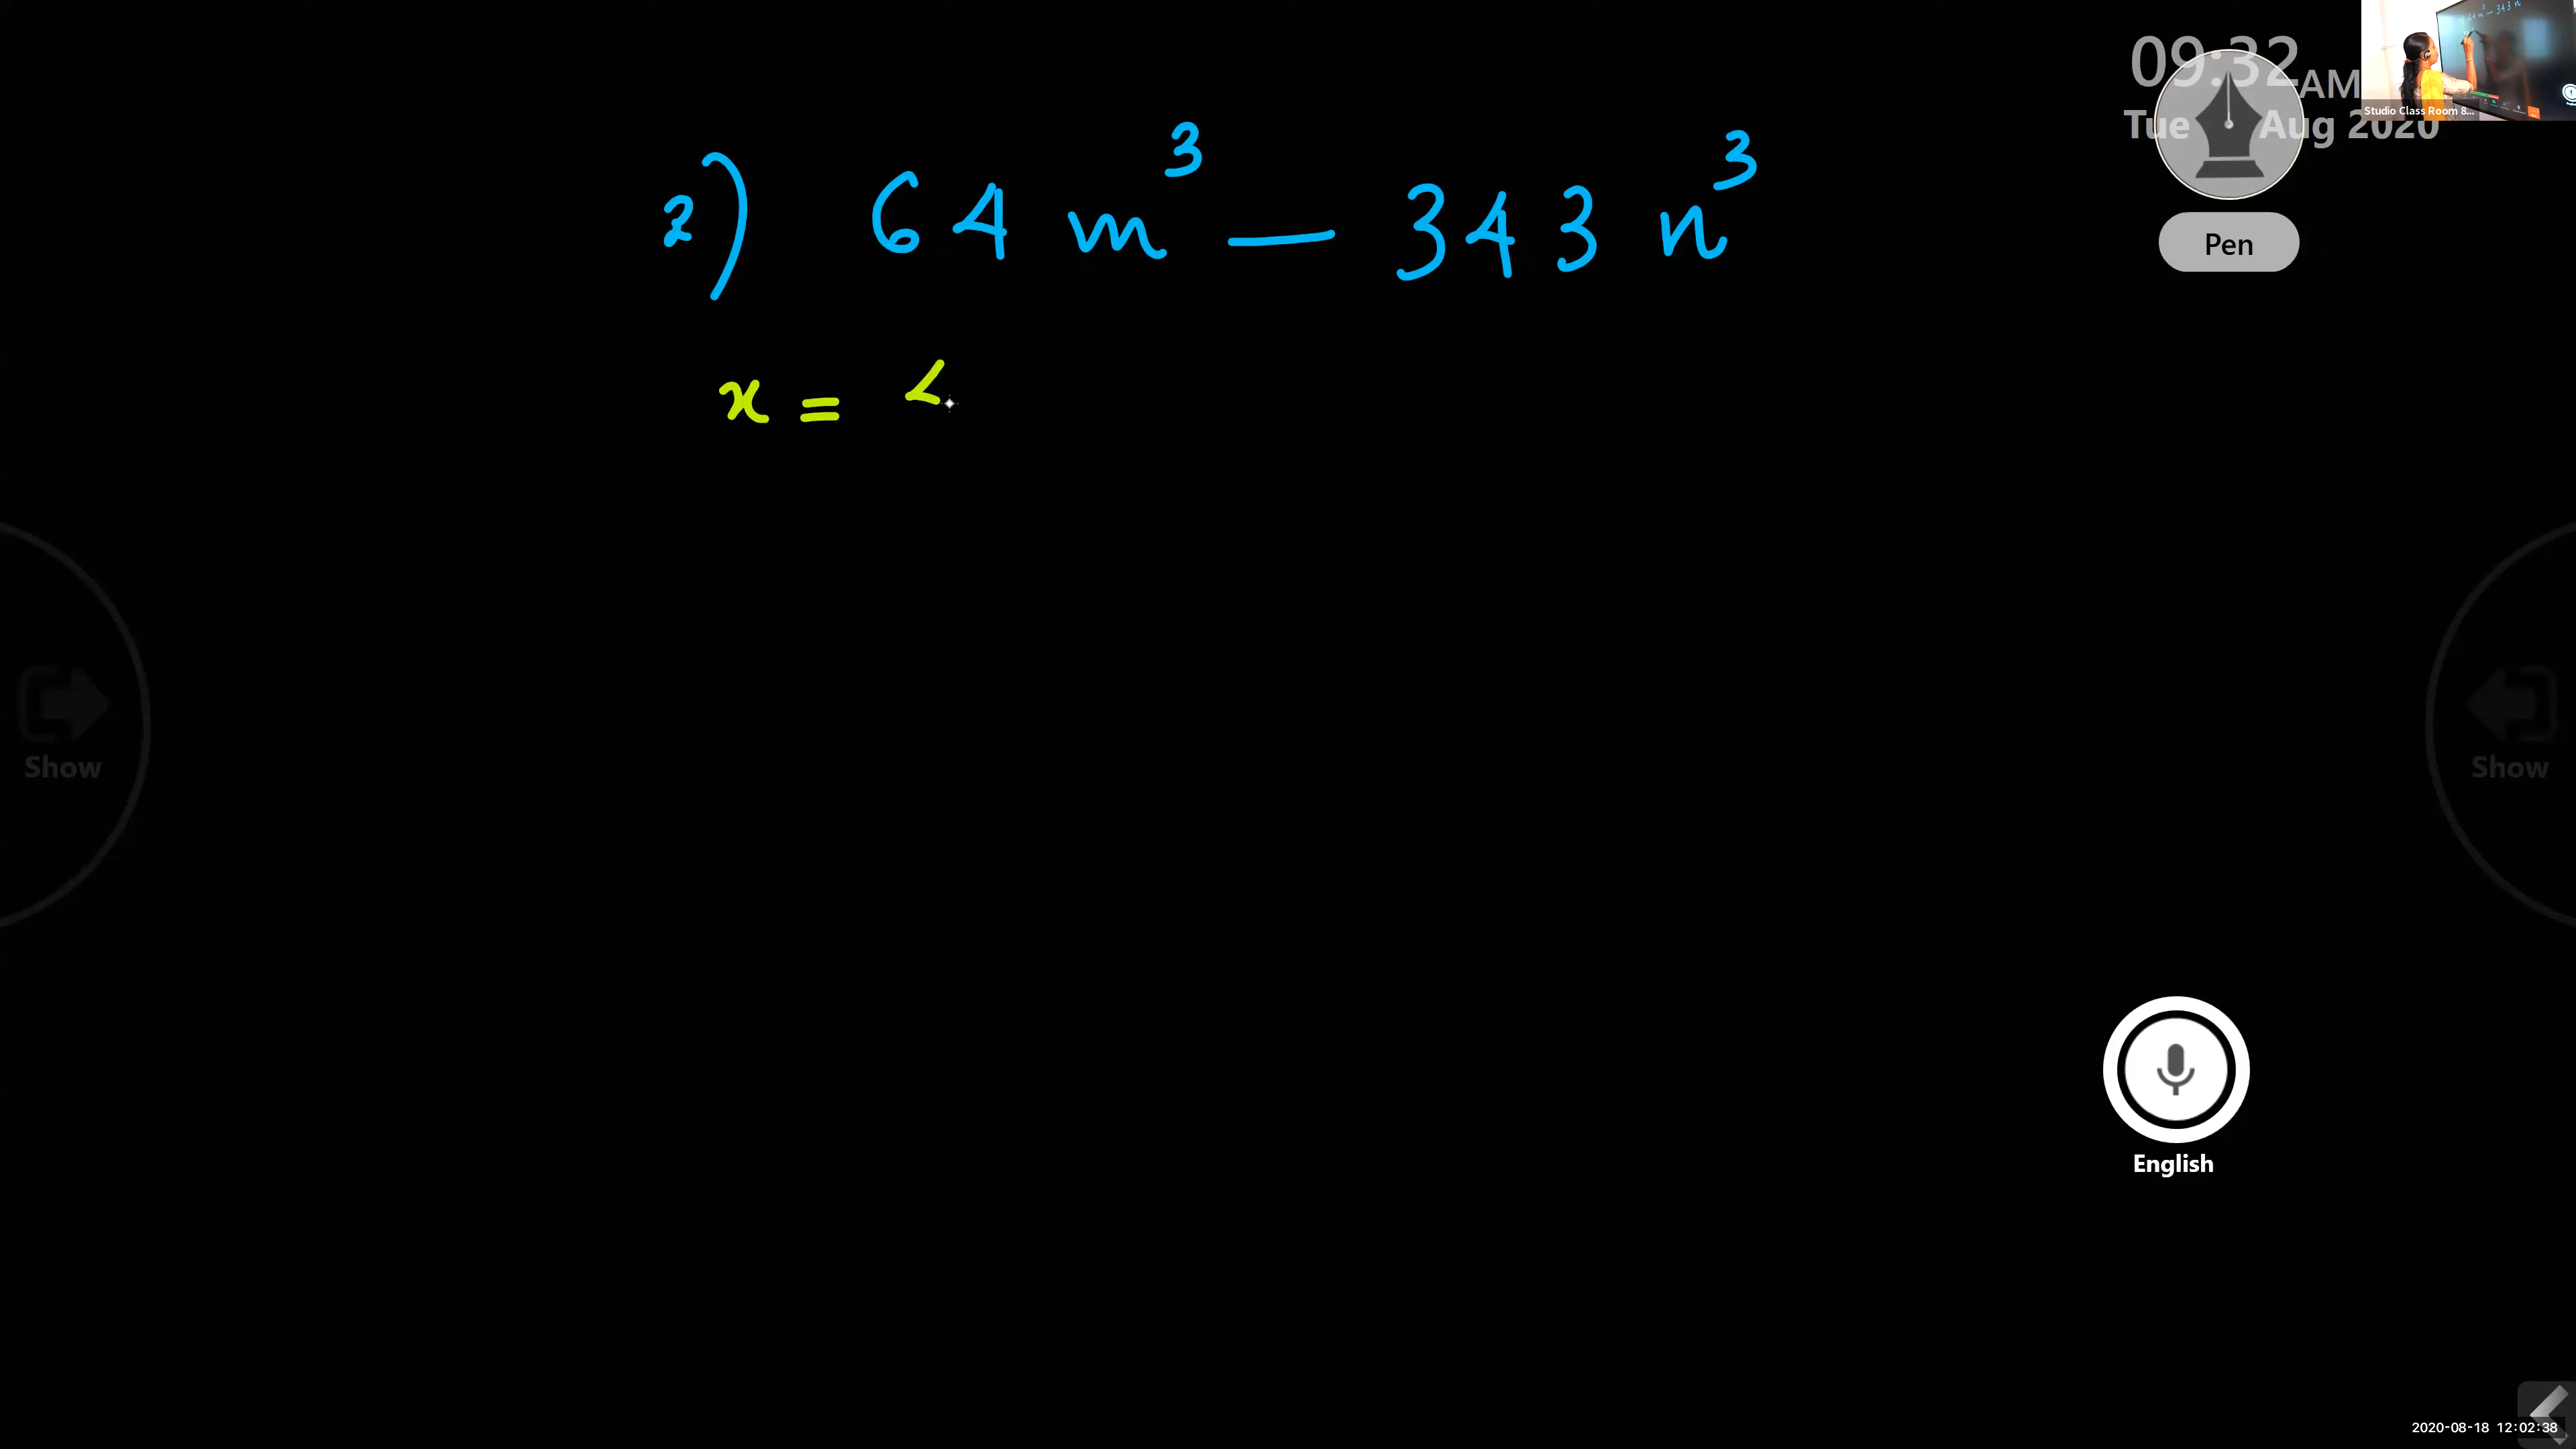 09:32 AM
Tue Aug 2020
Studio Class Room 8...
Pen
2) 64 m³ – 343 n³
x =
Show
Show
English
2020-08-18 12:02:38